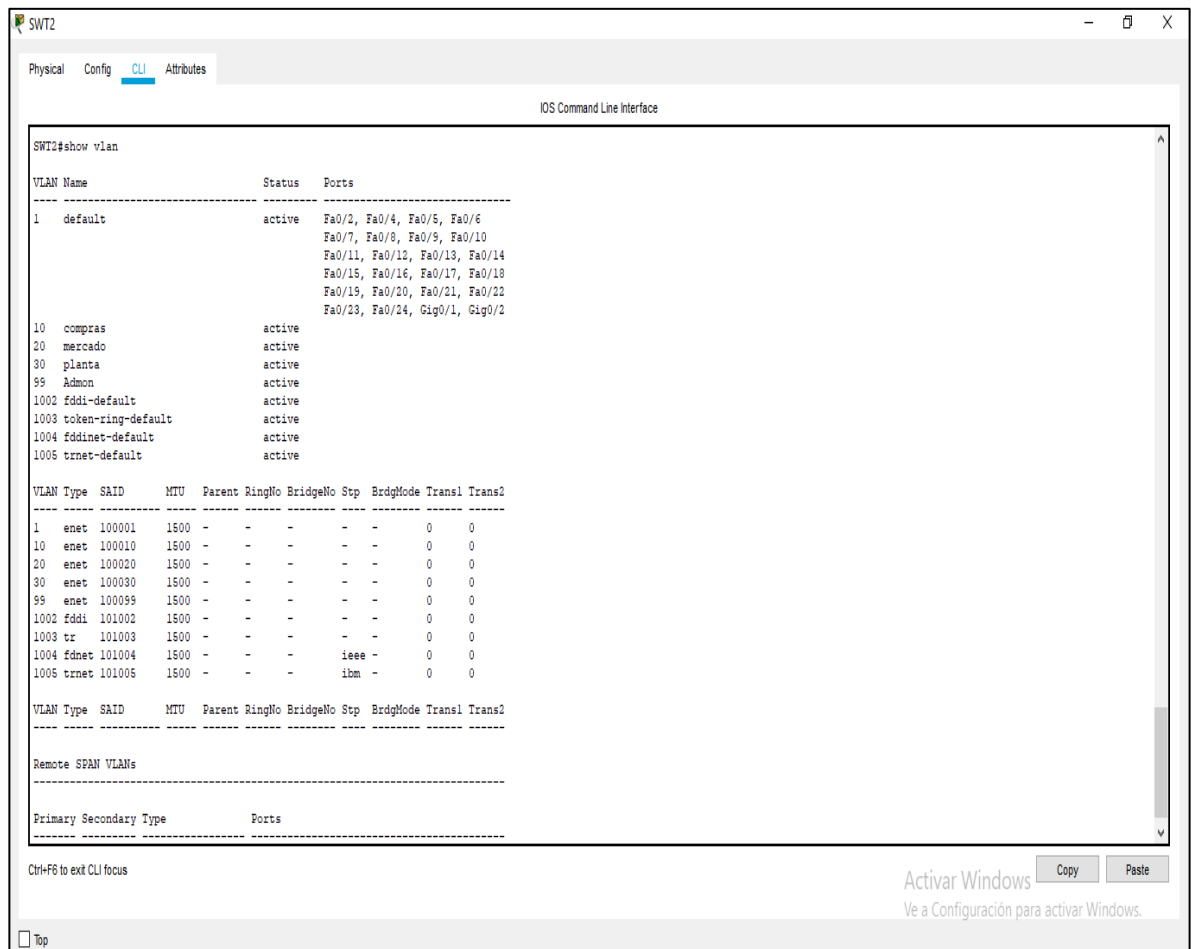 SWT2
Physical Config CLI Attributes
IOS Command Line Interface
SWT2#show vlan
VLAN Name Status Ports
---- -------------------------------- --------- -------------------------------
1 default active Fa0/2, Fa0/4, Fa0/5, Fa0/6
Fa0/7, Fa0/8, Fa0/9, Fa0/10
Fa0/11, Fa0/12, Fa0/13, Fa0/14
Fa0/15, Fa0/16, Fa0/17, Fa0/18
Fa0/19, Fa0/20, Fa0/21, Fa0/22
Fa0/23, Fa0/24, Gig0/1, Gig0/2
10 compras active
20 mercado active
30 planta active
99 Admon active
1002 fddi-default active
1003 token-ring-default active
1004 fddinet-default active
1005 trnet-default active
VLAN Type SAID MTU Parent RingNo BridgeNo Stp BrdgMode Trans1 Trans2
---- ----- ---------- ----- ------ ------ -------- ---- -------- ------ ------
1 enet 100001 1500 - - - - - 0 0
10 enet 100010 1500 - - - - - 0 0
20 enet 100020 1500 - - - - - 0 0
30 enet 100030 1500 - - - - - 0 0
99 enet 100099 1500 - - - - - 0 0
1002 fddi 101002 1500 - - - - - 0 0
1003 tr 101003 1500 - - - - - 0 0
1004 fdnet 101004 1500 - - - ieee - 0 0
1005 trnet 101005 1500 - - - ibm - 0 0
VLAN Type SAID MTU Parent RingNo BridgeNo Stp BrdgMode Trans1 Trans2
---- ----- ---------- ----- ------ ------ -------- ---- -------- ------ ------
Remote SPAN VLANs
------------------------------------------------------------------------------
Primary Secondary Type Ports
------- --------- ----------------- ------------------------------------------
Ctrl+F6 to exit CLI focus
Copy Paste
Activar Windows
Ve a Configuración para activar Windows.
Top